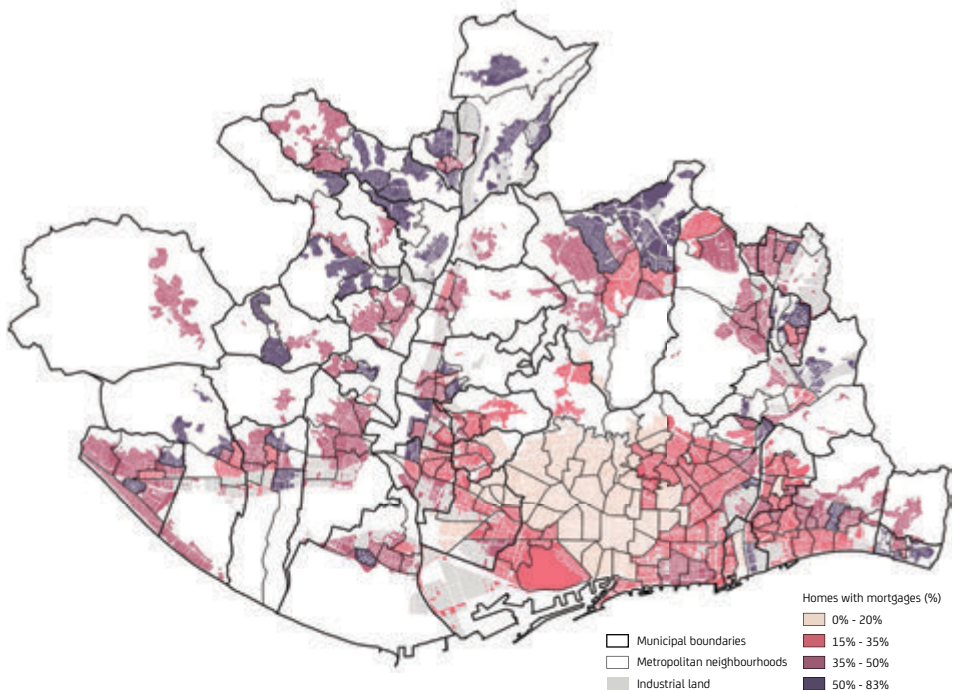 Homes with mortgages (%)
0% - 20%
15% - 35%
35% - 50%
50% - 83%
Municipal boundaries
Metropolitan neighbourhoods
Industrial land